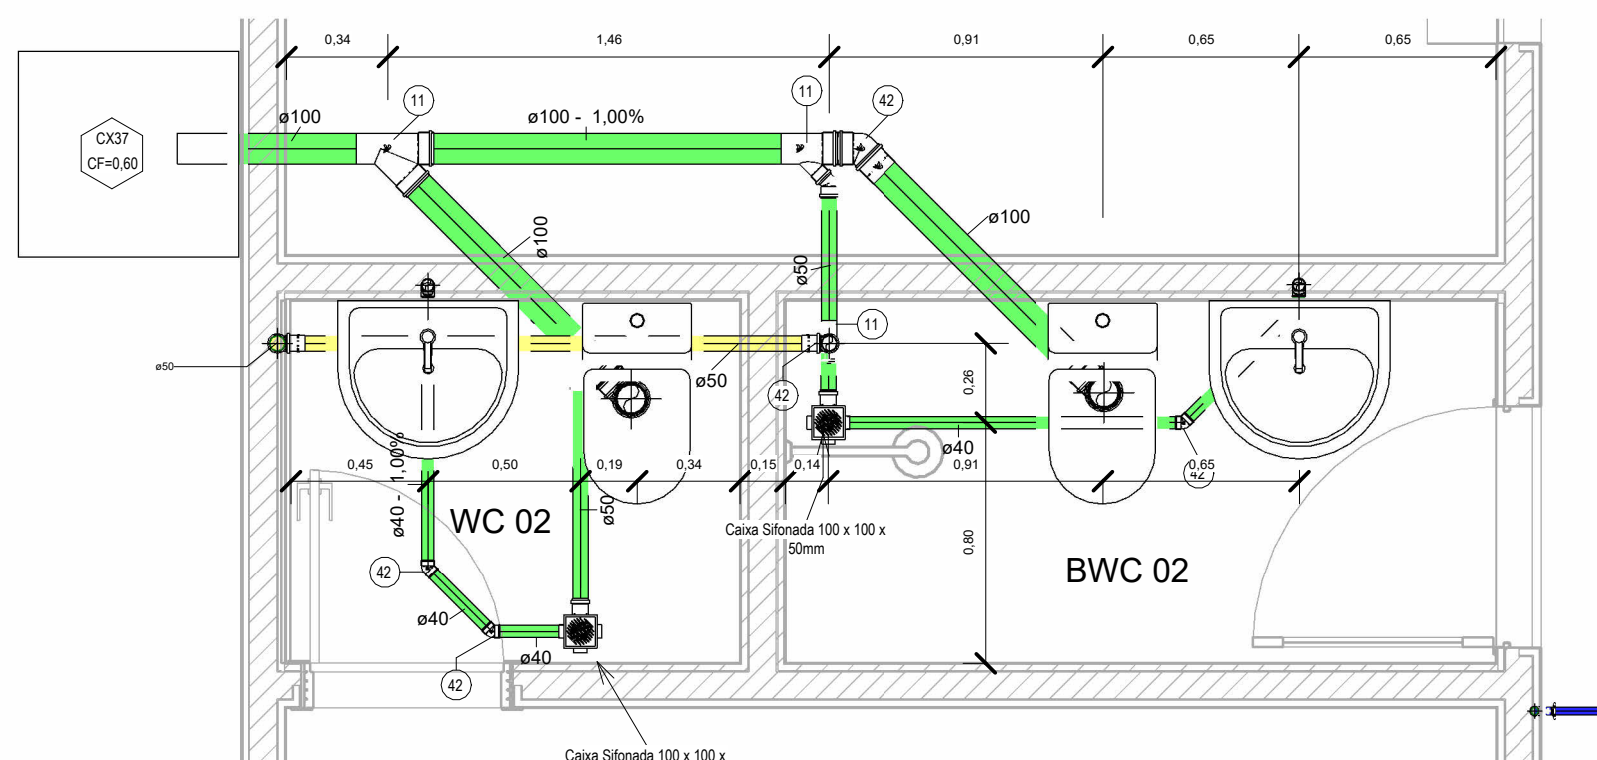 0,34
1,46
0,91
0,65
0,65
11
11
42
ø100
ø100 - 1,00%
CX37
CF=0,60
ø100
ø100
ø50
11
ø50
ø50
42
0,26
ø40
0,45
0,50
0,19
0,34
0,15
0,14
0,91
0,65
42
ø40 - 1,00%
ø50
WC 02
Caixa Sifonada 100 x 100 x
50mm
0,80
BWC 02
42
ø40
ø40
42
Caixa Sifonada 100 x 100 x